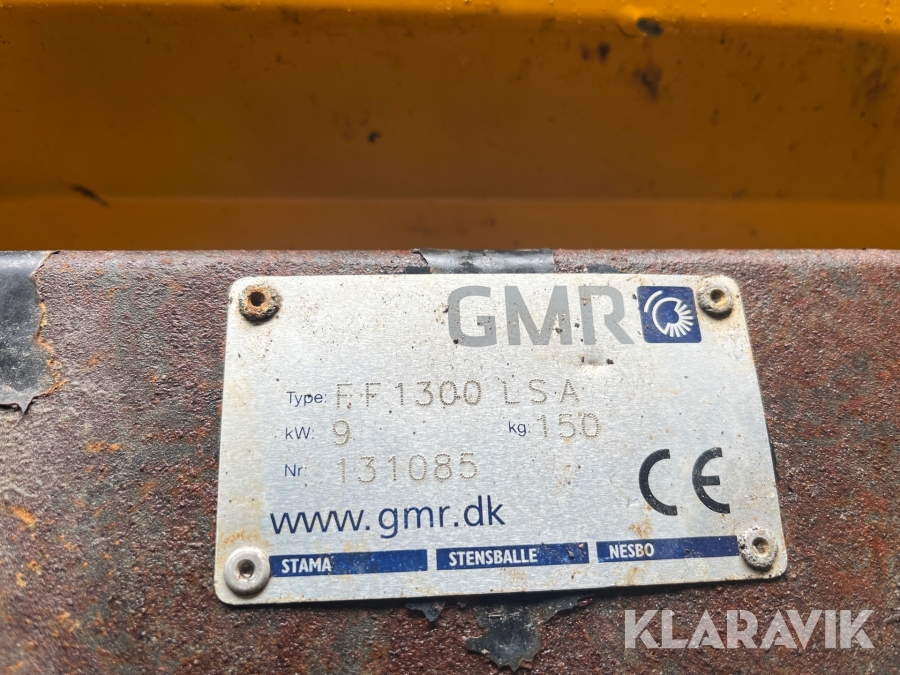 GMR
Type: FF1300 LSA
kW: 9 kg: 150
Nr 131085
www.gmr.dk
CE
STAMA STENSBALLE NESBO
KLARAVIK